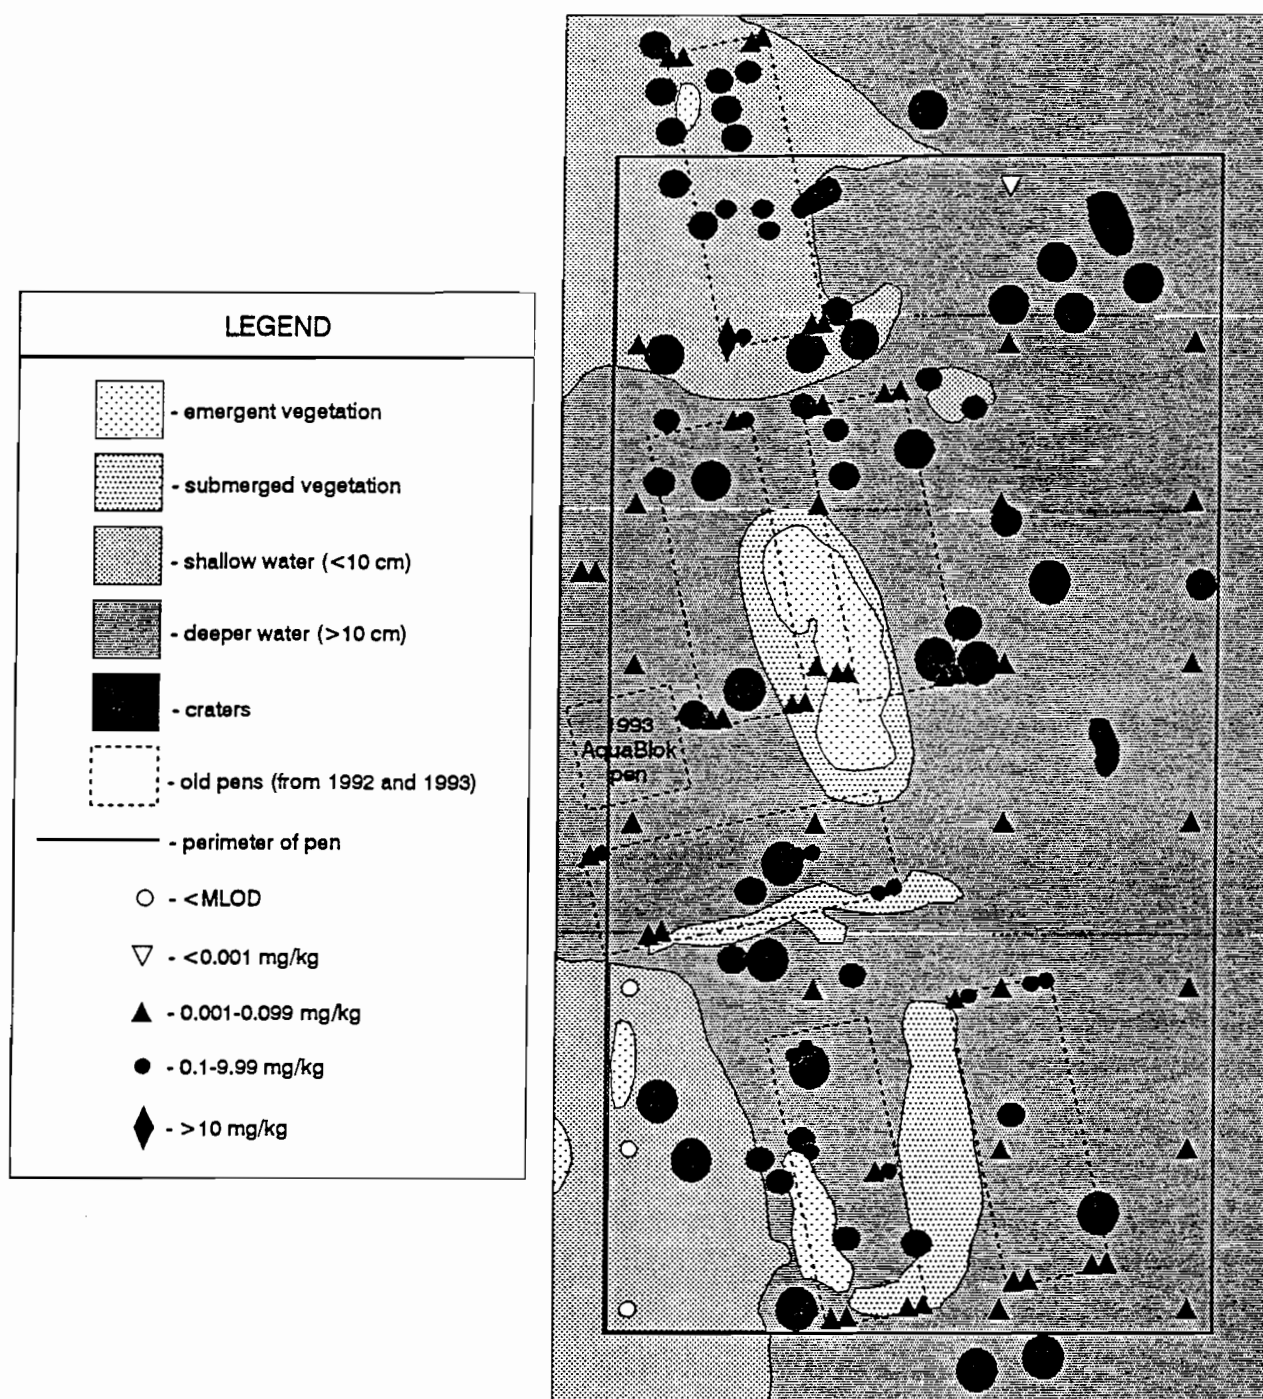 LEGEND
- emergent vegetation
- submerged vegetation
- shallow water (<10 cm)
- deeper water (>10 cm)
- craters
- old pens (from 1992 and 1993)
- perimeter of pen
- <MLOD
- <0.001 mg/kg
- 0.001-0.099 mg/kg
- 0.1-9.99 mg/kg
- >10 mg/kg
1993
AquaBlok
pen